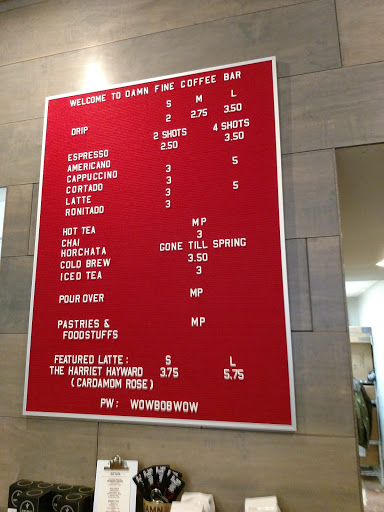 WELCOME TO DAMN FINE COFFEE BAR
S M L
DRIP 2 2.75 3.50
2 SHOTS 4 SHOTS
ESPRESSO 2.50 3.50
AMERICANO 3 5
CAPPUCCINO 3
CORTADO 3 5
LATTE 3
RONITADO
HOT TEA MP
CHAI 3
HORCHATA GONE TILL SPRING
COLD BREW 3.50
ICED TEA 3
POUR OVER MP
PASTRIES & MP
FOODSTUFFS
FEATURED LATTE: S L
THE HARRIET HAYWARD 3.75 5.75
(CARDAMOM ROSE)
PW: WOWBOBWOW